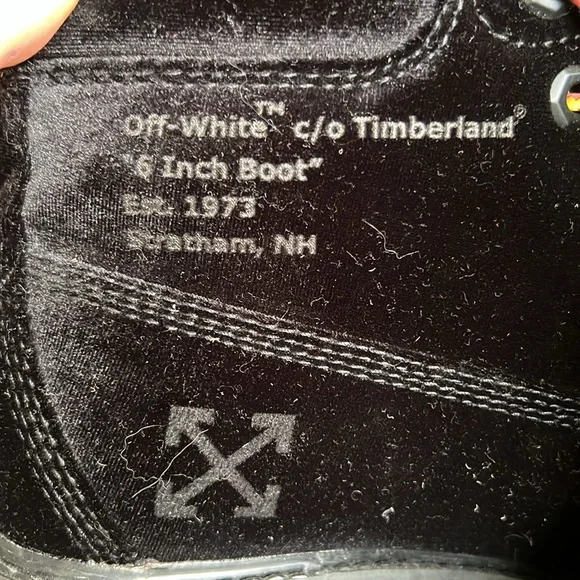 Off-White™ c/o Timberland®
"6 Inch Boot”
Est. 1973
Stratham, NH